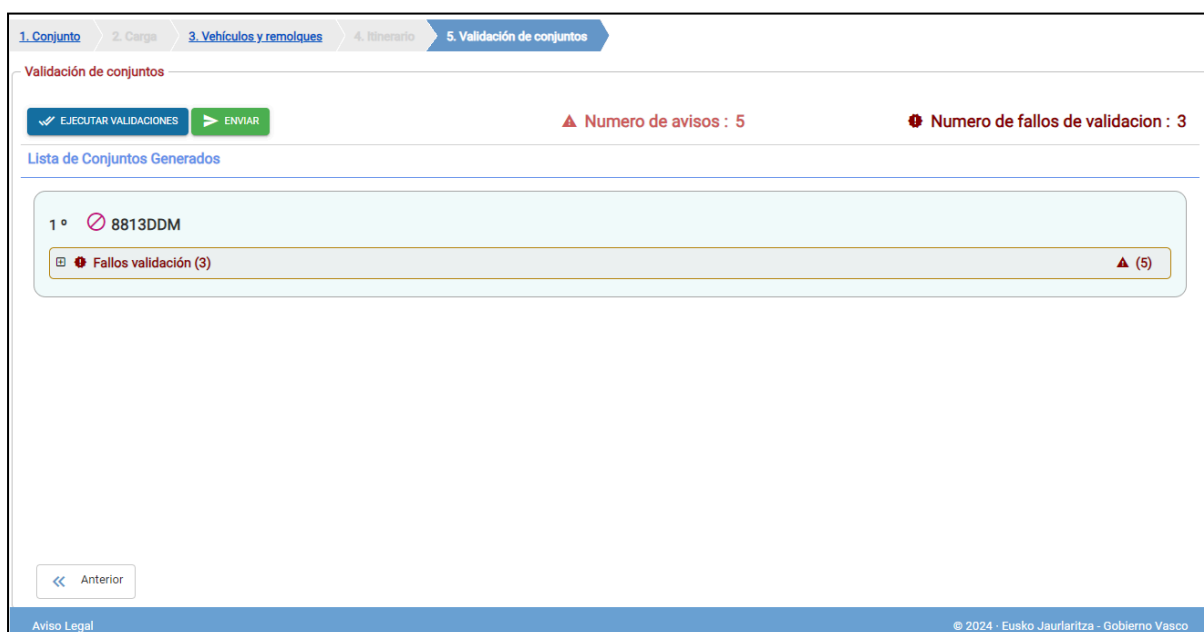 1. Conjunto 2. Carga 3. Vehículos y remolques 4. Itinerario 5. Validación de conjuntos
Validación de conjuntos
EJECUTAR VALIDACIONES ENVIAR Numero de avisos : 5 Numero de fallos de validacion : 3
Lista de Conjuntos Generados
1 º 8813DDM
Fallos validación (3) (5)
Anterior
Aviso Legal © 2024 · Eusko Jaurlaritza - Gobierno Vasco